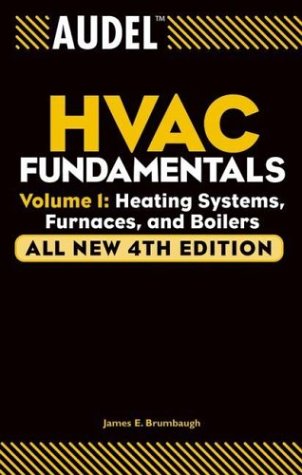 AUDEL™
HVAC
FUNDAMENTALS
Volume I: Heating Systems,
Furnaces, and Boilers
ALL NEW 4TH EDITION
James E. Brumbaugh